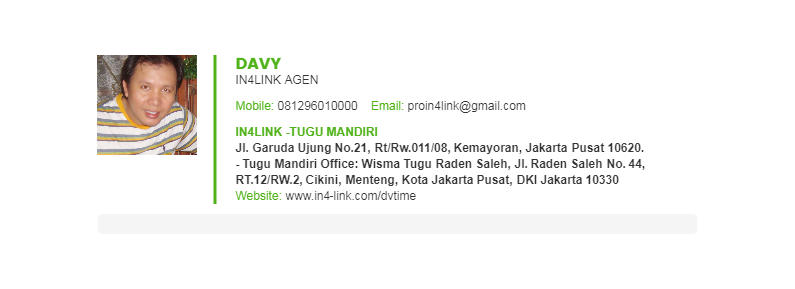 DAVY
IN4LINK AGEN
Mobile: 081296010000 Email: proin4link@gmail.com
IN4LINK -TUGU MANDIRI
Jl. Garuda Ujung No.21, Rt/Rw.011/08, Kemayoran, Jakarta Pusat 10620.
- Tugu Mandiri Office: Wisma Tugu Raden Saleh, Jl. Raden Saleh No. 44,
RT.12/RW.2, Cikini, Menteng, Kota Jakarta Pusat, DKI Jakarta 10330
Website: www.in4-link.com/dvtime